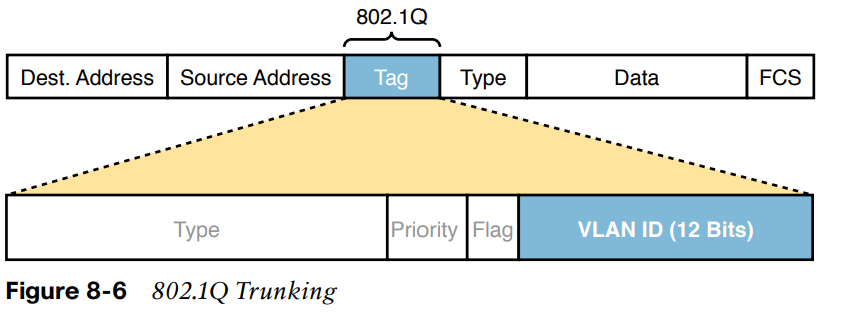 802.1Q
Dest. Address Source Address Tag Type Data FCS
Type Priority Flag VLAN ID (12 Bits)
Figure 8-6 802.1Q Trunking